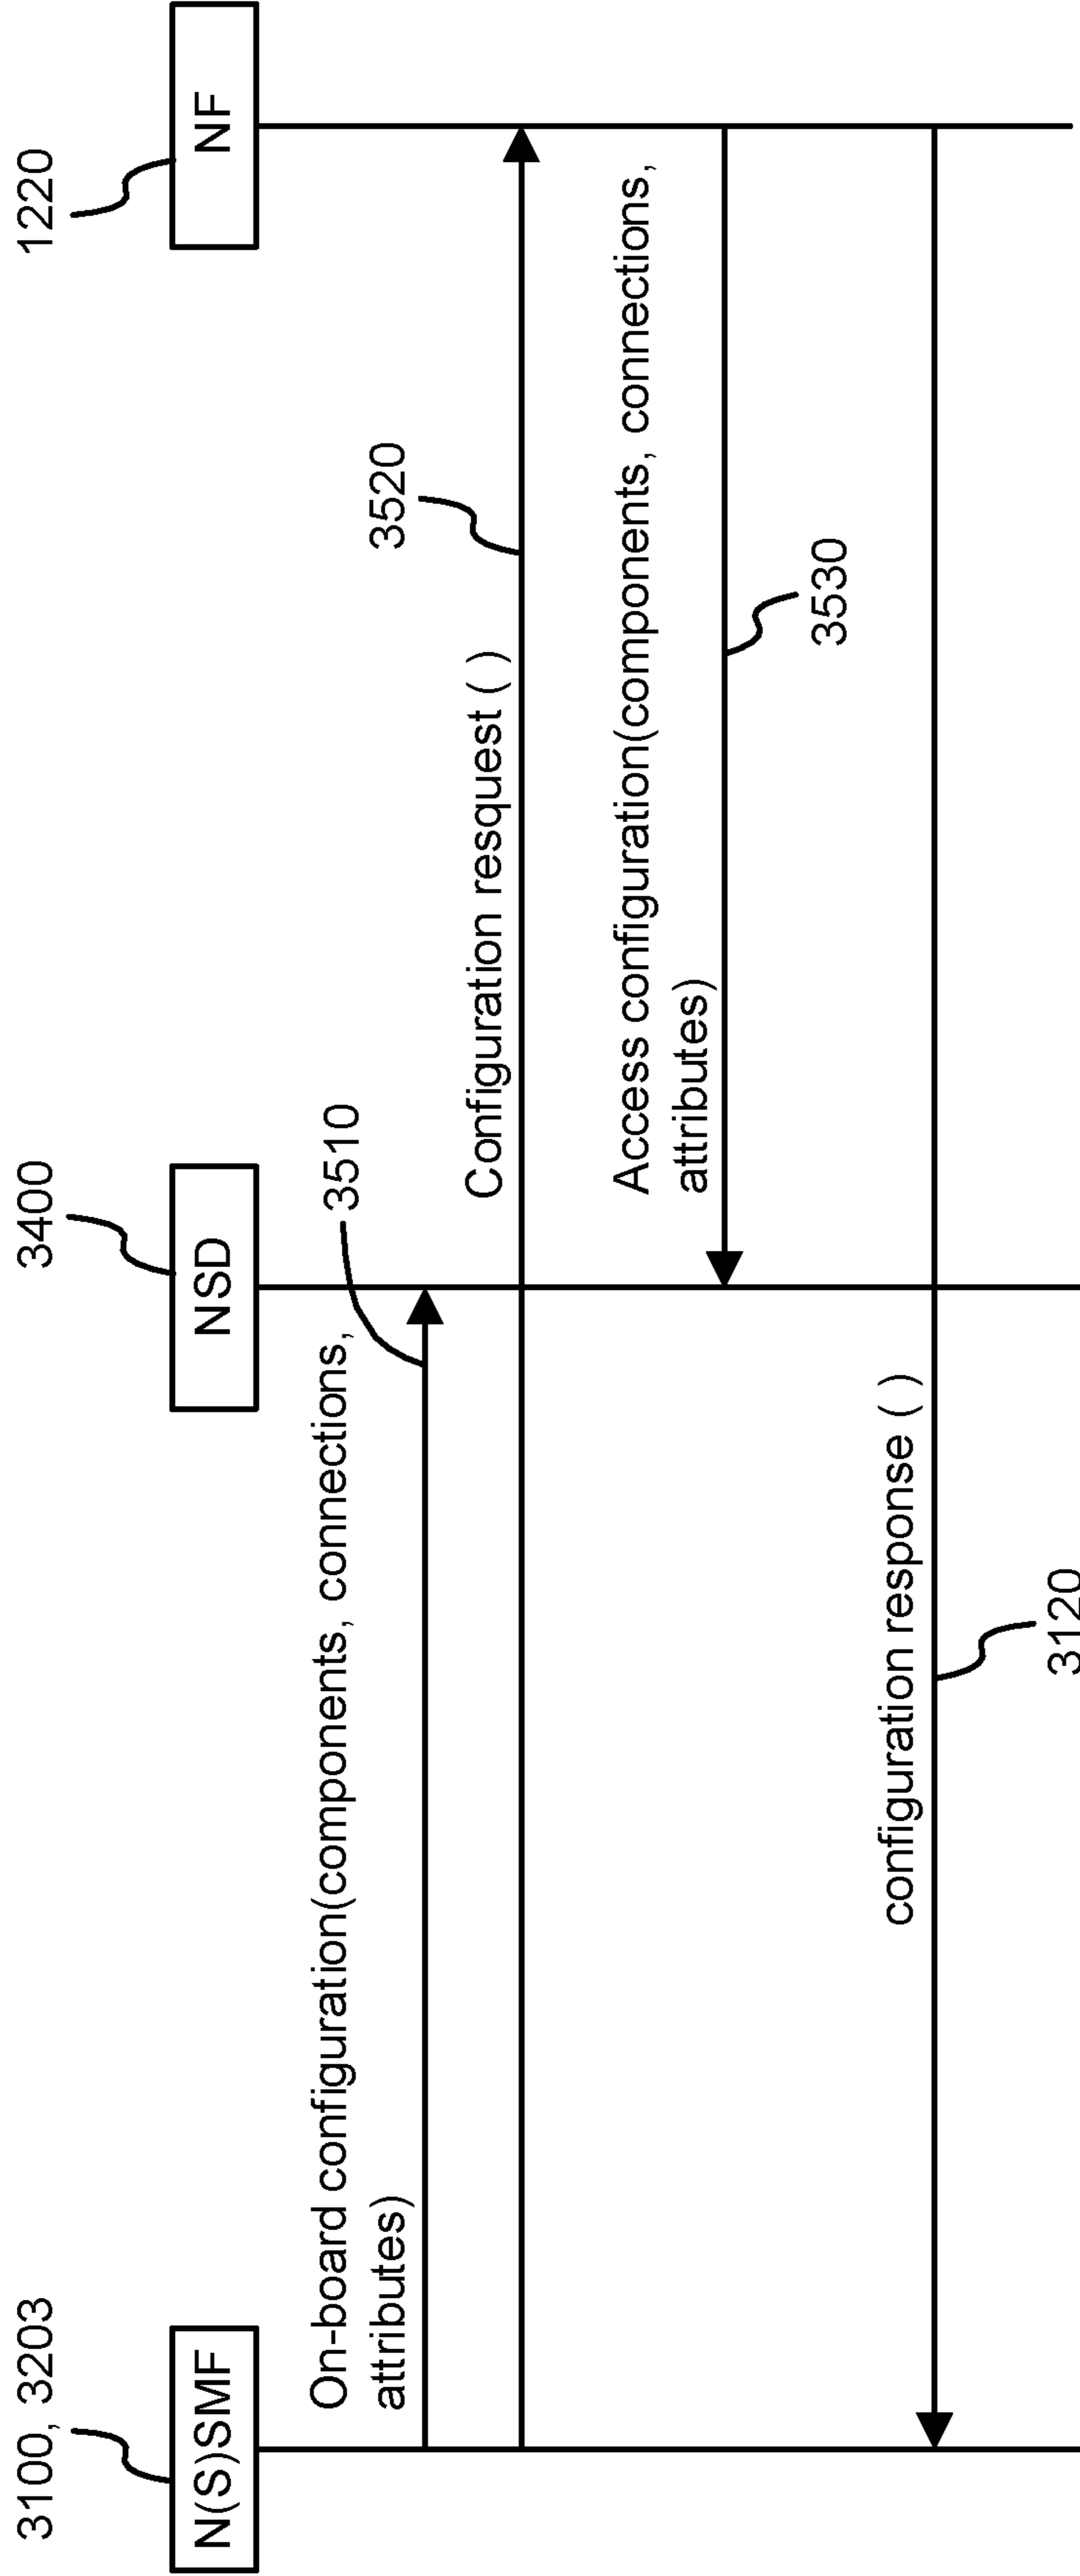 3100, 3203
3400
1220
N(S)SMF
NSD
NF
On-board configuration(components, connections,
attributes)
3510
Configuration resquest ( )
3520
Access configuration(components, connections,
attributes)
3530
configuration response ( )
3120